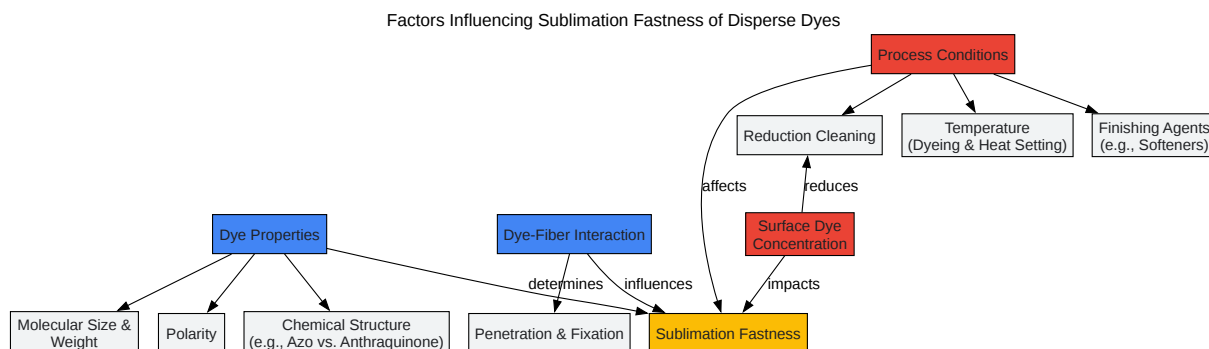 Factors Influencing Sublimation Fastness of Disperse Dyes
Process Conditions
Reduction Cleaning
Temperature
(Dyeing & Heat Setting)
Finishing Agents
(e.g., Softeners)
affects
reduces
Dye Properties
Dye-Fiber Interaction
Surface Dye
Concentration
determines
influences
impacts
Molecular Size &
Weight
Polarity
Chemical Structure
(e.g., Azo vs. Anthraquinone)
Penetration & Fixation
Sublimation Fastness